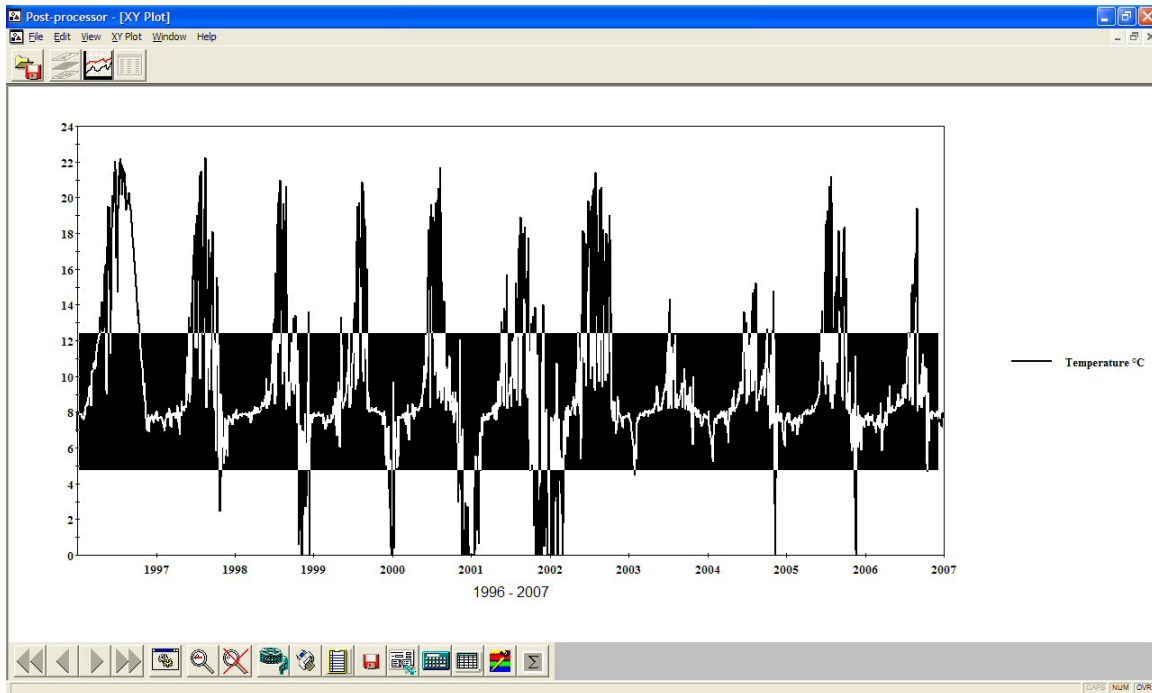 Post-processor - [XY Plot]
File Edit View XY Plot Window Help
24
22
20
18
16
14
12
10
8
6
4
2
0
Temperature °C
1997 1998 1999 2000 2001 2002 2003 2004 2005 2006 2007
1996 - 2007
Σ
CAPS NUM OVR